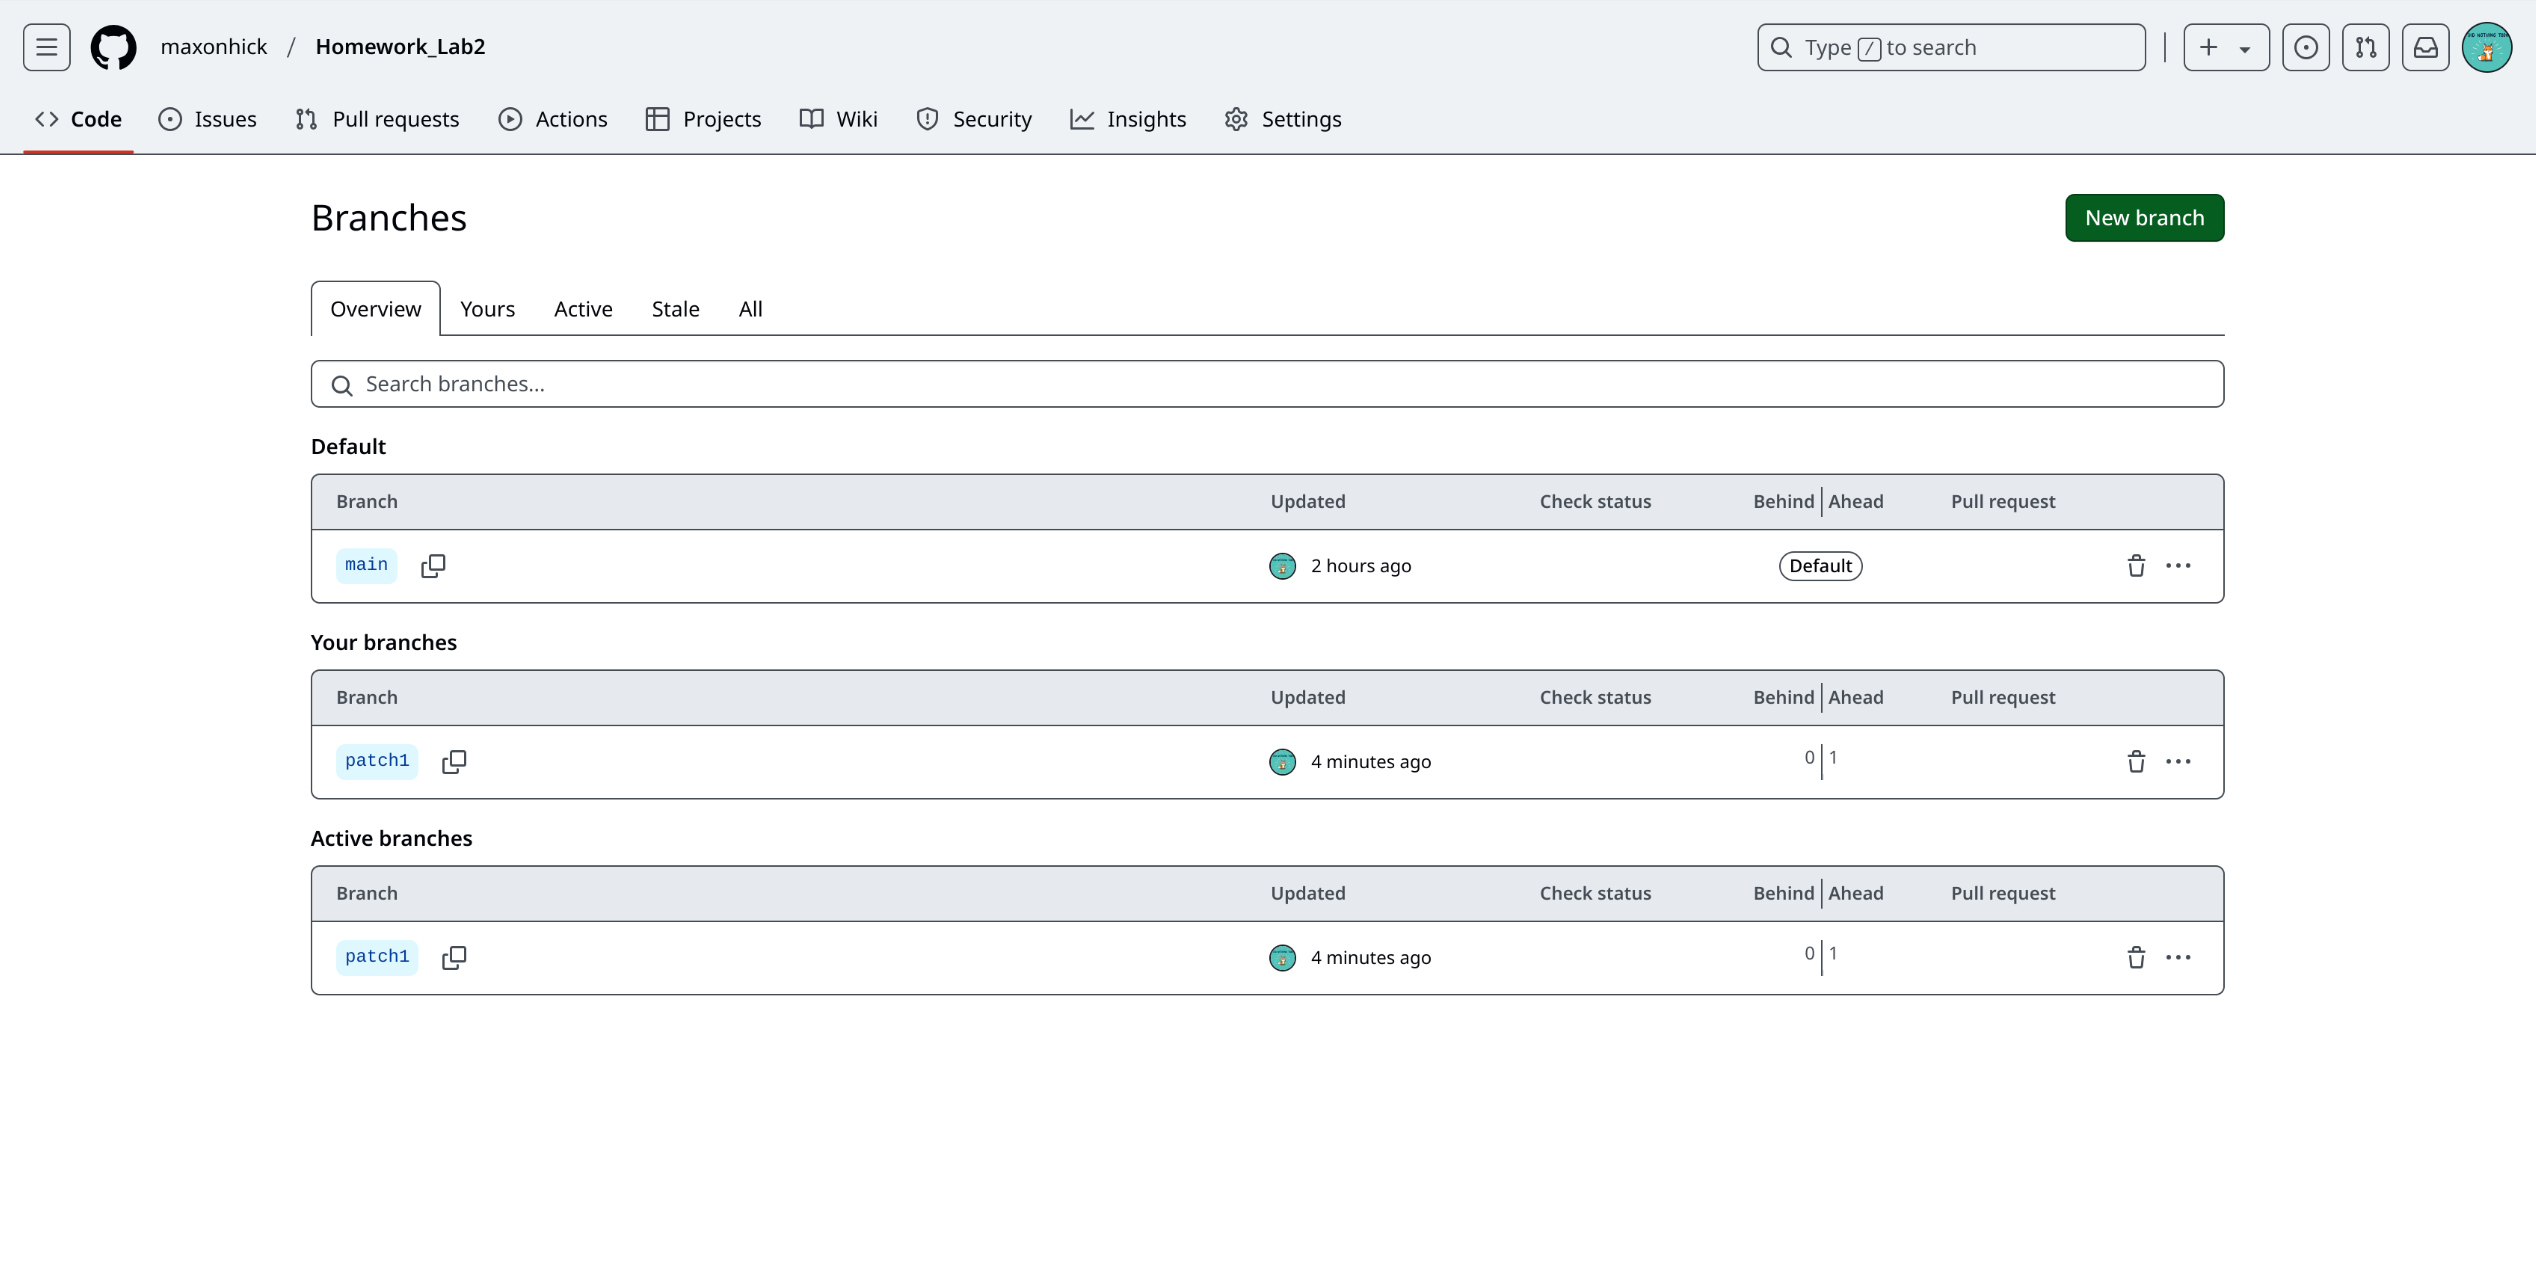 maxonhick / Homework_Lab2
Type / to search
Code Issues Pull requests Actions Projects Wiki Security Insights Settings
Branches
New branch
Overview Yours Active Stale All
Search branches...
Default
Branch Updated Check status Behind Ahead Pull request
main 2 hours ago Default
Your branches
Branch Updated Check status Behind Ahead Pull request
patch1 4 minutes ago 0 1
Active branches
Branch Updated Check status Behind Ahead Pull request
patch1 4 minutes ago 0 1